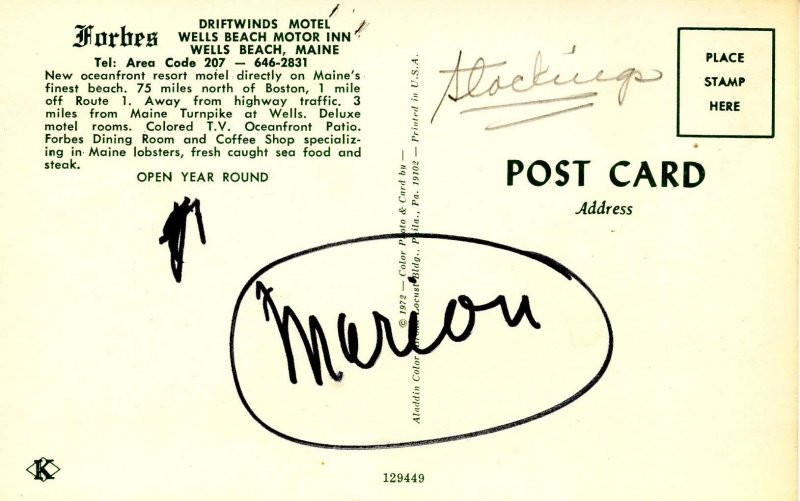 Forbes
DRIFTWINDS MOTEL
WELLS BEACH MOTOR INN
WELLS BEACH, MAINE
Tel: Area Code 207 — 646-2831
New oceanfront resort motel directly on Maine's
finest beach. 75 miles north of Boston, 1 mile
off Route 1. Away from highway traffic. 3
miles from Maine Turnpike at Wells. Deluxe
motel rooms. Colored T.V. Oceanfront Patio.
Forbes Dining Room and Coffee Shop specializ-
ing in Maine lobsters, fresh caught sea food and
steak.
OPEN YEAR ROUND
© 1972 — Color Photo & Card by —
Aladdin Color Locust Bldg., Phila., Pa. 19102 — Printed in U.S.A.
Stockings
PLACE
STAMP
HERE
POST CARD
Address
Marion
K
129449